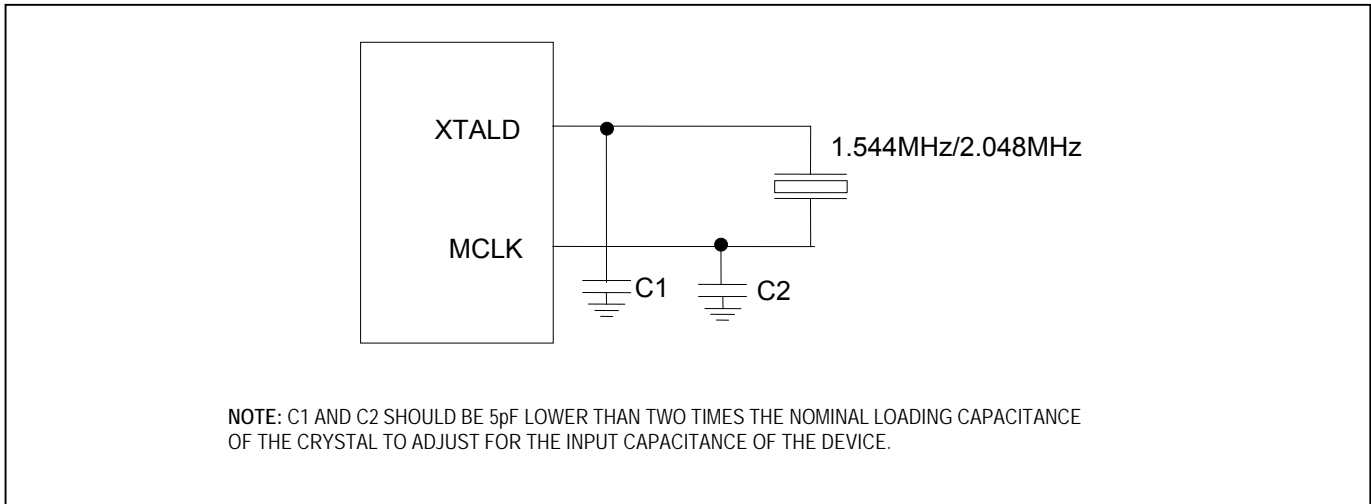 XTALD
1.544MHz/2.048MHz
MCLK
C1
C2
NOTE: C1 AND C2 SHOULD BE 5pF LOWER THAN TWO TIMES THE NOMINAL LOADING CAPACITANCE
OF THE CRYSTAL TO ADJUST FOR THE INPUT CAPACITANCE OF THE DEVICE.